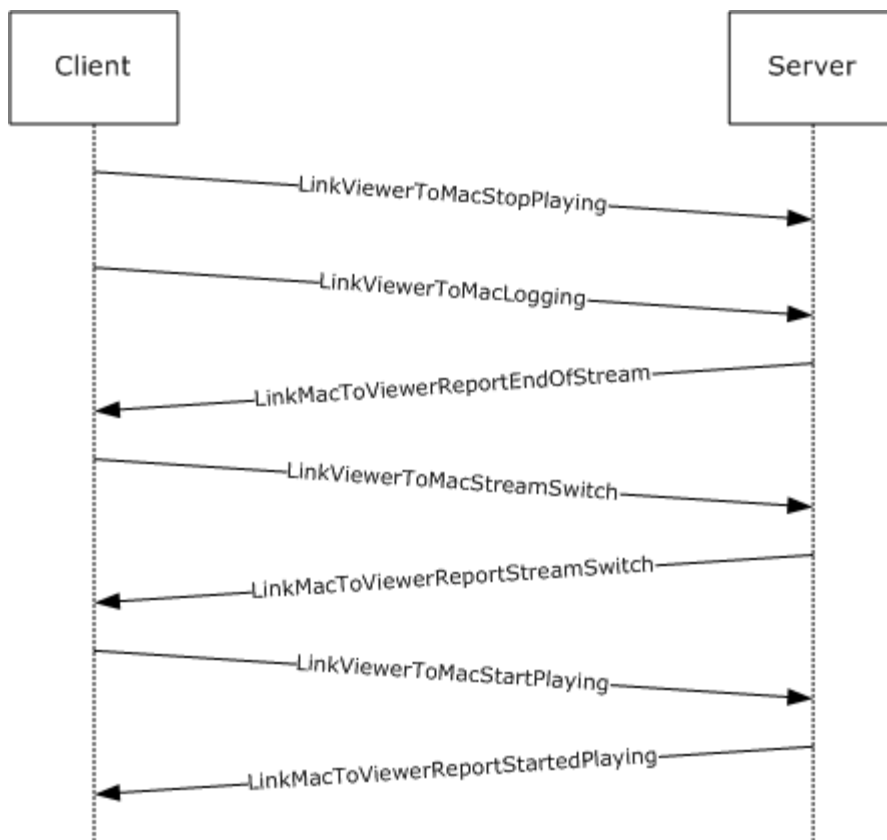 Client
Server
LinkViewerToMacStopPlaying
LinkViewerToMacLogging
LinkMacToViewerReportEndOfStream
LinkViewerToMacStreamSwitch
LinkMacToViewerReportStreamSwitch
LinkViewerToMacStartPlaying
LinkMacToViewerReportStartedPlaying